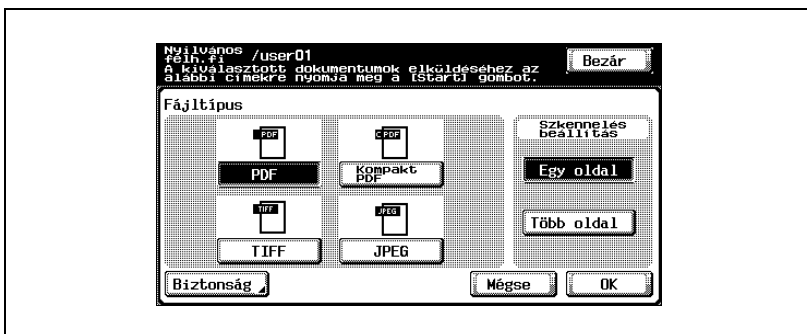 Nyilvános
félh.fi /user01
A kiválasztott dokumentumok elküldéséhez az
alábbi címekre nyomja meg a [Start] gombot.
Bezár
Fájltípus
PDF
PDF
C PDF
Kompakt
PDF
TIFF
TIFF
JPEG
JPEG
Szkennelés
beállítás
Egy oldal
Több oldal
Biztonság
Mégse
OK